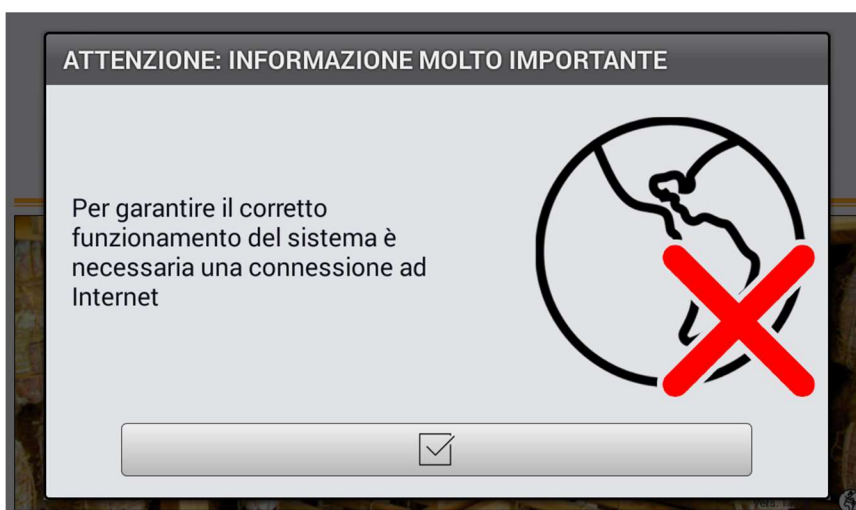 ATTENZIONE: INFORMAZIONE MOLTO IMPORTANTE
Per garantire il corretto
funzionamento del sistema è
necessaria una connessione ad
Internet